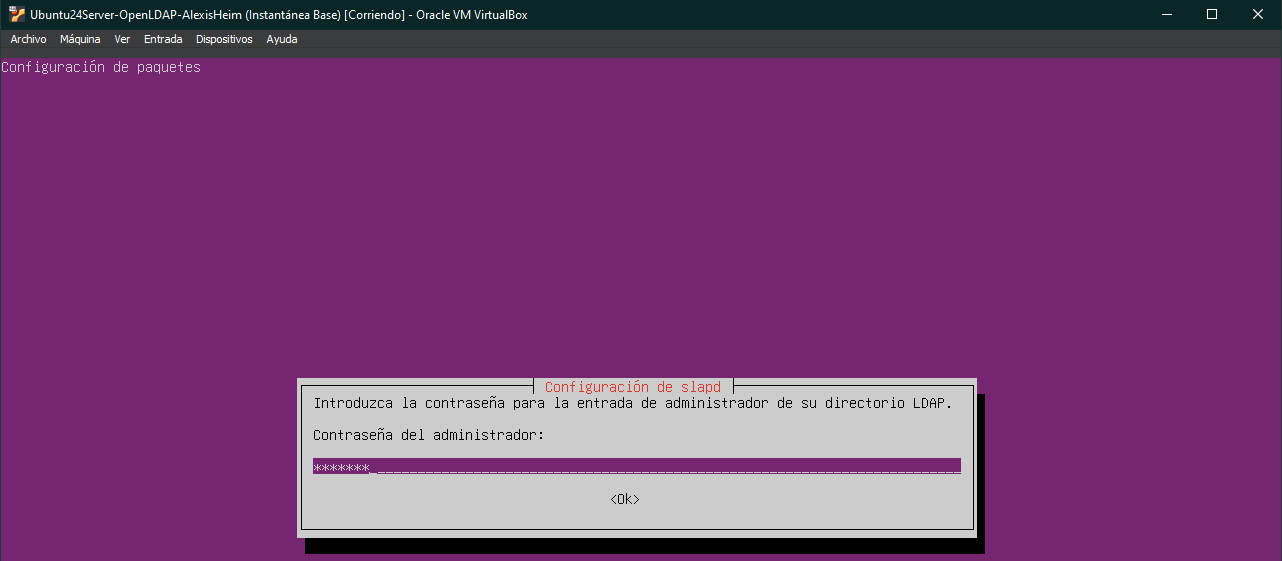 Ubuntu24Server-OpenLDAP-AlexisHeim (Instantánea Base) [Corriendo] - Oracle VM VirtualBox
Archivo Máquina Ver Entrada Dispositivos Ayuda
Configuración de paquetes
Configuración de slapd
Introduzca la contraseña para la entrada de administrador de su directorio LDAP.
Contraseña del administrador:
*******
<Ok>